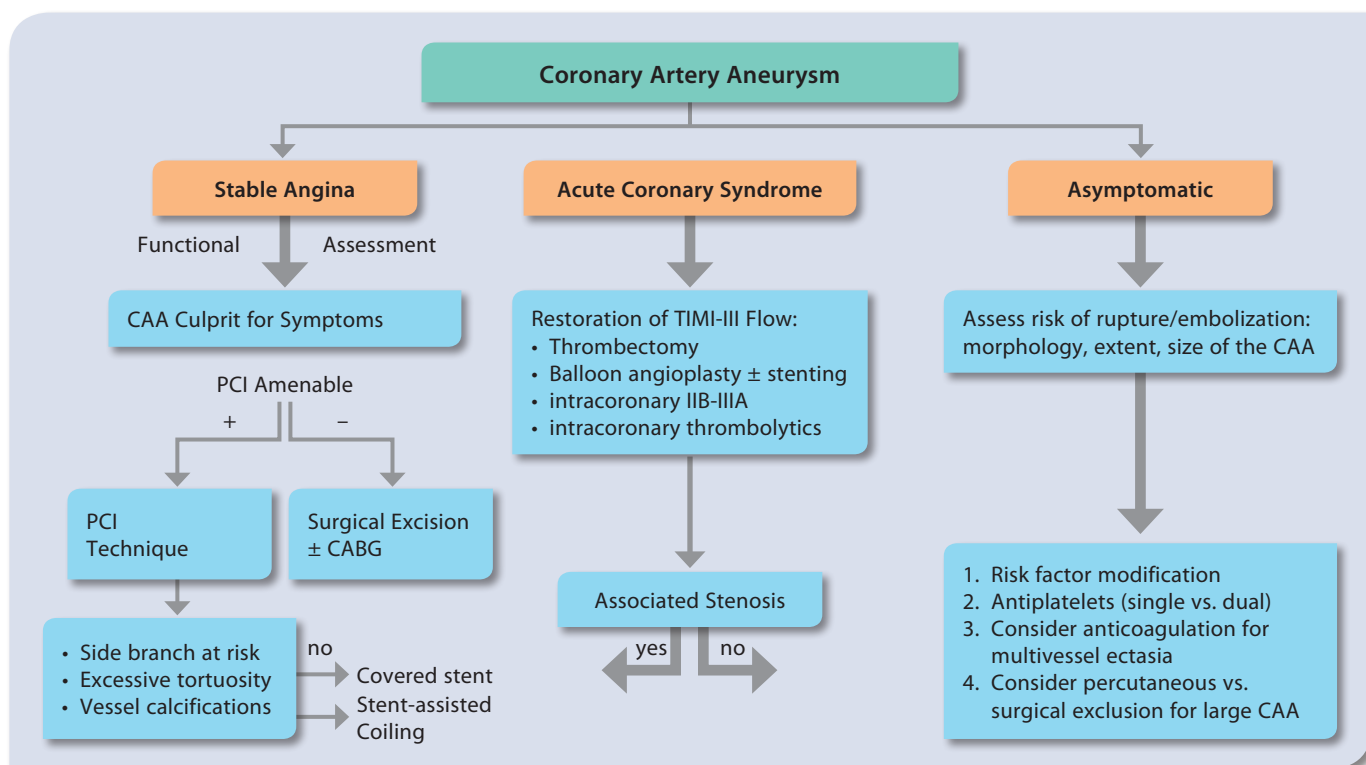 Coronary Artery Aneurysm
Stable Angina
Acute Coronary Syndrome
Asymptomatic
Functional
Assessment
CAA Culprit for Symptoms
PCI Amenable
+
–
PCI
Technique
Surgical Excision
± CABG
• Side branch at risk
• Excessive tortuosity
• Vessel calcifications
no
Covered stent
Stent-assisted
Coiling
Restoration of TIMI-III Flow:
• Thrombectomy
• Balloon angioplasty ± stenting
• intracoronary IIB-IIIA
• intracoronary thrombolytics
Associated Stenosis
yes
no
Assess risk of rupture/embolization:
morphology, extent, size of the CAA
1. Risk factor modification
2. Antiplatelets (single vs. dual)
3. Consider anticoagulation for
multivessel ectasia
4. Consider percutaneous vs.
surgical exclusion for large CAA